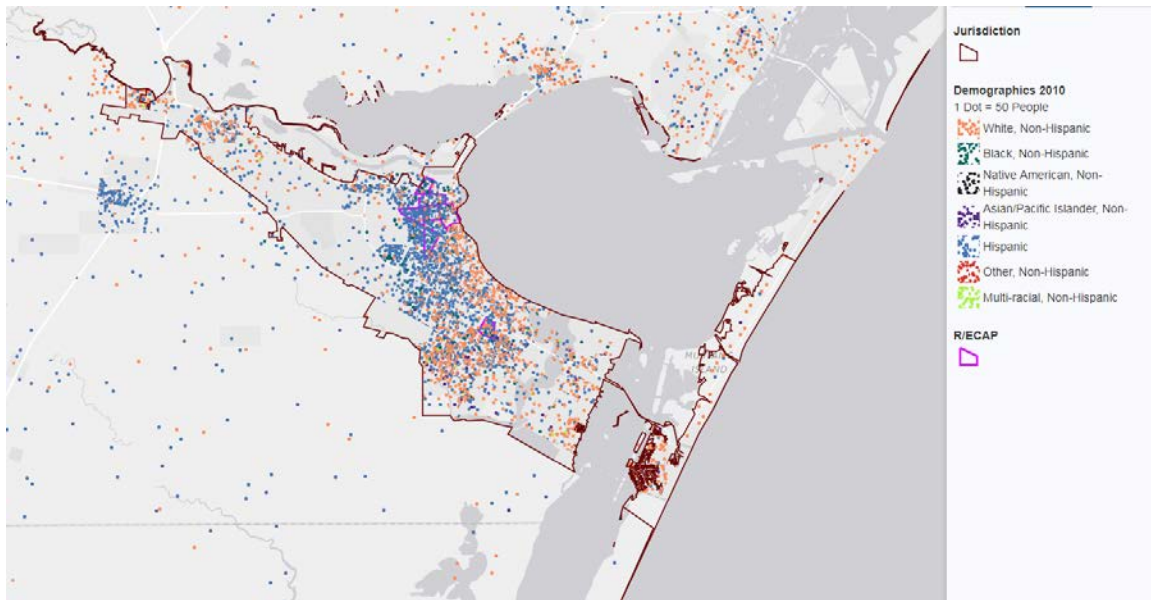 Jurisdiction
Demographics 2010
1 Dot = 50 People
White, Non-Hispanic
Black, Non-Hispanic
Native American, Non-
Hispanic
Asian/Pacific Islander, Non-
Hispanic
Hispanic
Other, Non-Hispanic
Multi-racial, Non-Hispanic
R/ECAP
ISLAND